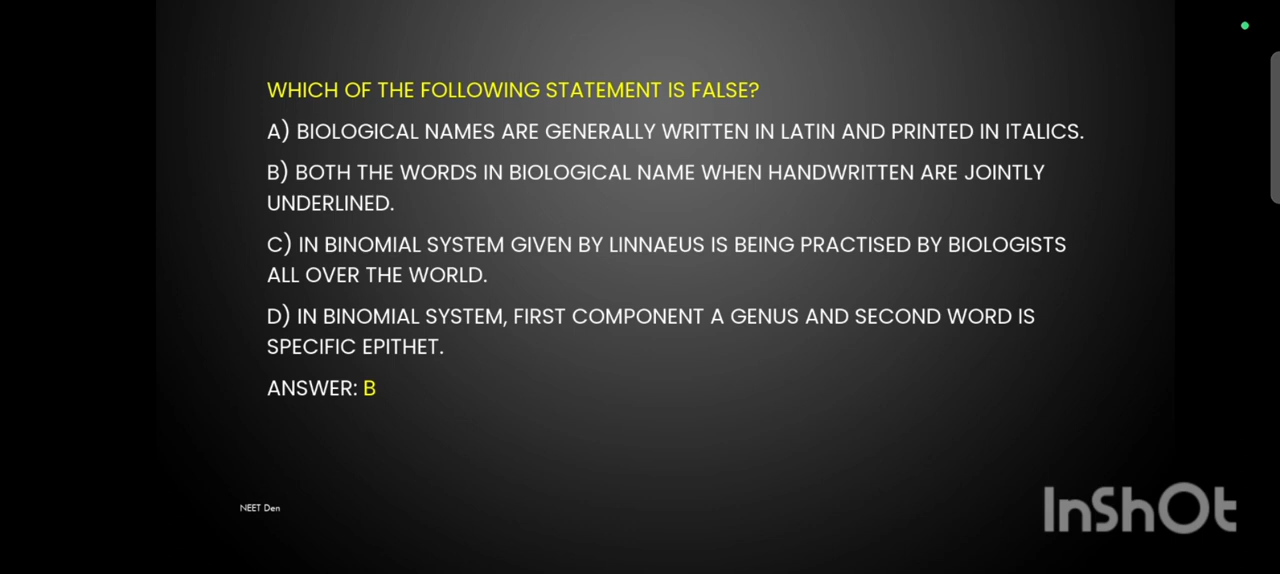 WHICH OF THE FOLLOWING STATEMENT IS FALSE?
A) BIOLOGICAL NAMES ARE GENERALLY WRITTEN IN LATIN AND PRINTED IN ITALICS.
B) BOTH THE WORDS IN BIOLOGICAL NAME WHEN HANDWRITTEN ARE JOINTLY
UNDERLINED.
C) IN BINOMIAL SYSTEM GIVEN BY LINNAEUS IS BEING PRACTISED BY BIOLOGISTS
ALL OVER THE WORLD.
D) IN BINOMIAL SYSTEM, FIRST COMPONENT A GENUS AND SECOND WORD IS
SPECIFIC EPITHET.
ANSWER: B
NEET Den
InShOt